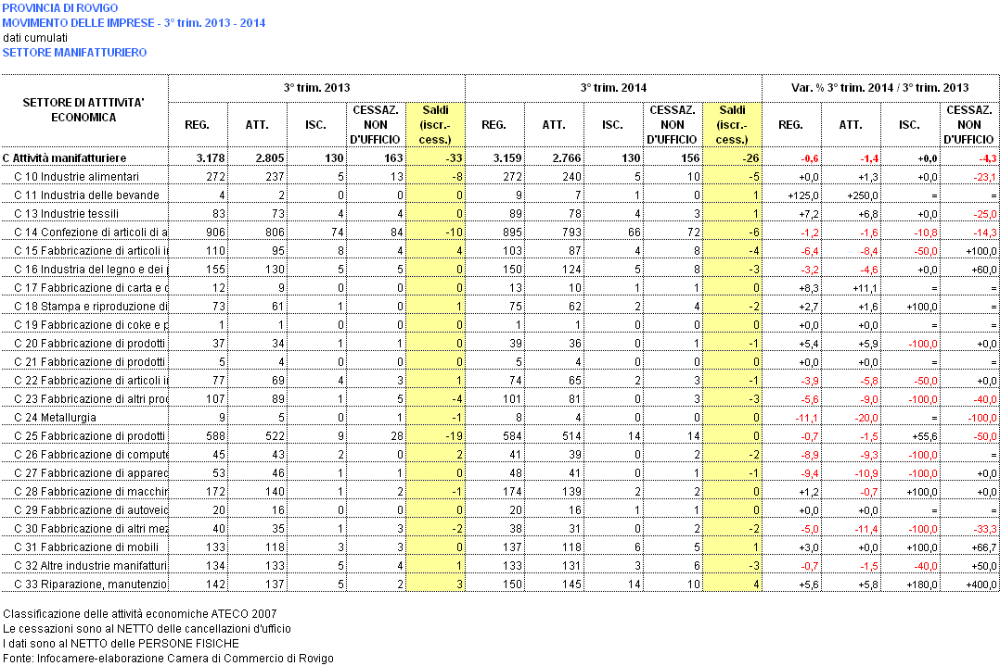 PROVINCIA DI ROVIGO
MOVIMENTO DELLE IMPRESE - 3° trim. 2013 - 2014
dati cumulati
SETTORE MANIFATTURIERO
SETTORE DI ATTTIViTA' ECONOMICA 3° trim. 2013 3° trim. 2014 Var. % 3° trim. 2014 / 3° trim. 2013
REG. ATT. ISC. CESSAZ. NON D'UFFICIO Saldi (iscr.-cess.) REG. ATT. ISC. CESSAZ. NON D'UFFICIO Saldi (iscr.-cess.) REG. ATT. ISC. CESSAZ. NON D'UFFICIO
C Attività manifatturiere 3.178 2.805 130 163 -33 3.159 2.766 130 156 -26 -0,6 -1,4 +0,0 -4,3
C 10 Industrie alimentari 272 237 5 13 -8 272 240 5 10 -5 +0,0 +1,3 +0,0 -23,1
C 11 Industria delle bevande 4 2 0 0 0 9 7 1 0 1 +125,0 +250,0 = =
C 13 Industrie tessili 83 73 4 4 0 89 78 4 3 1 +7,2 +6,8 +0,0 -25,0
C 14 Confezione di articoli di a 906 806 74 84 -10 895 793 66 72 -6 -1,2 -1,6 -10,8 -14,3
C 15 Fabbricazione di articoli i 110 95 8 4 4 103 87 4 8 -4 -6,4 -8,4 -50,0 +100,0
C 16 Industria del legno e dei 155 130 5 5 0 150 124 5 8 -3 -3,2 -4,6 +0,0 +60,0
C 17 Fabbricazione di carta e 12 9 0 0 0 13 10 1 1 0 +8,3 +11,1 = =
C 18 Stampa e riproduzione di 73 61 1 0 1 75 62 2 4 -2 +2,7 +1,6 +100,0 =
C 19 Fabbricazione di coke e p 1 1 0 0 0 1 1 0 0 0 +0,0 +0,0 = =
C 20 Fabbricazione di prodotti 37 34 1 1 0 39 36 0 1 -1 +5,4 +5,9 -100,0 +0,0
C 21 Fabbricazione di prodotti 5 4 0 0 0 5 4 0 0 0 +0,0 +0,0 = =
C 22 Fabbricazione di articoli i 77 69 4 3 1 74 65 2 3 -1 -3,9 -5,8 -50,0 +0,0
C 23 Fabbricazione di altri pro 107 89 1 5 -4 101 81 0 3 -3 -5,6 -9,0 -100,0 -40,0
C 24 Metallurgia 9 5 0 1 -1 8 4 0 0 0 -11,1 -20,0 = -100,0
C 25 Fabbricazione di prodotti 588 522 9 28 -19 584 514 14 14 0 -0,7 -1,5 +55,6 -50,0
C 26 Fabbricazione di compute 45 43 2 0 2 41 39 0 2 -2 -8,9 -9,3 -100,0 =
C 27 Fabbricazione di apparec 53 46 1 1 0 48 41 0 1 -1 -9,4 -10,9 -100,0 +0,0
C 28 Fabbricazione di macchin 172 140 1 2 -1 174 139 2 2 0 +1,2 -0,7 +100,0 +0,0
C 29 Fabbricazione di autoveic 20 16 0 0 0 20 16 1 1 0 +0,0 +0,0 = =
C 30 Fabbricazione di altri mez 40 35 1 3 -2 38 31 0 2 -2 -5,0 -11,4 -100,0 -33,3
C 31 Fabbricazione di mobili 133 118 3 3 0 137 118 6 5 1 +3,0 +0,0 +100,0 +66,7
C 32 Altre industrie manifatturi 134 133 5 4 1 133 131 3 6 -3 -0,7 -1,5 -40,0 +50,0
C 33 Riparazione, manutenzio 142 137 5 2 3 150 145 14 10 4 +5,6 +5,8 +180,0 +400,0
Classificazione delle attività economiche ATECO 2007
Le cessazioni sono al NETTO delle cancellazioni d'ufficio
I dati sono al NETTO delle PERSONE FISICHE
Fonte: Infocamere-elaborazione Camera di Commercio di Rovigo